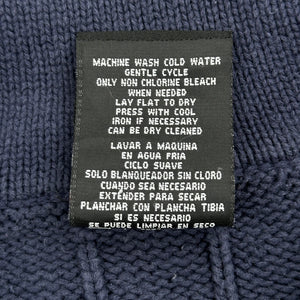 MACHINE WASH COLD WATER
GENTLE CYCLE
ONLY NON CHLORINE BLEACH
WHEN NEEDED
LAY FLAT TO DRY
PRESS WITH COOL
IRON IF NECESSARY
CAN BE DRY CLEANED
LAVAR A MAQUINA
EN AGUA FRIA
CICLO SUAVE
SOLO BLANQUEADOR SIN CLORO
CUANDO SEA NECESARIO
EXTENDER PARA SECAR
PLANCHAR CON PLANCHA TIBIA
SI ES NECESARIO
SE PUEDE LIMPIAR EN SECO